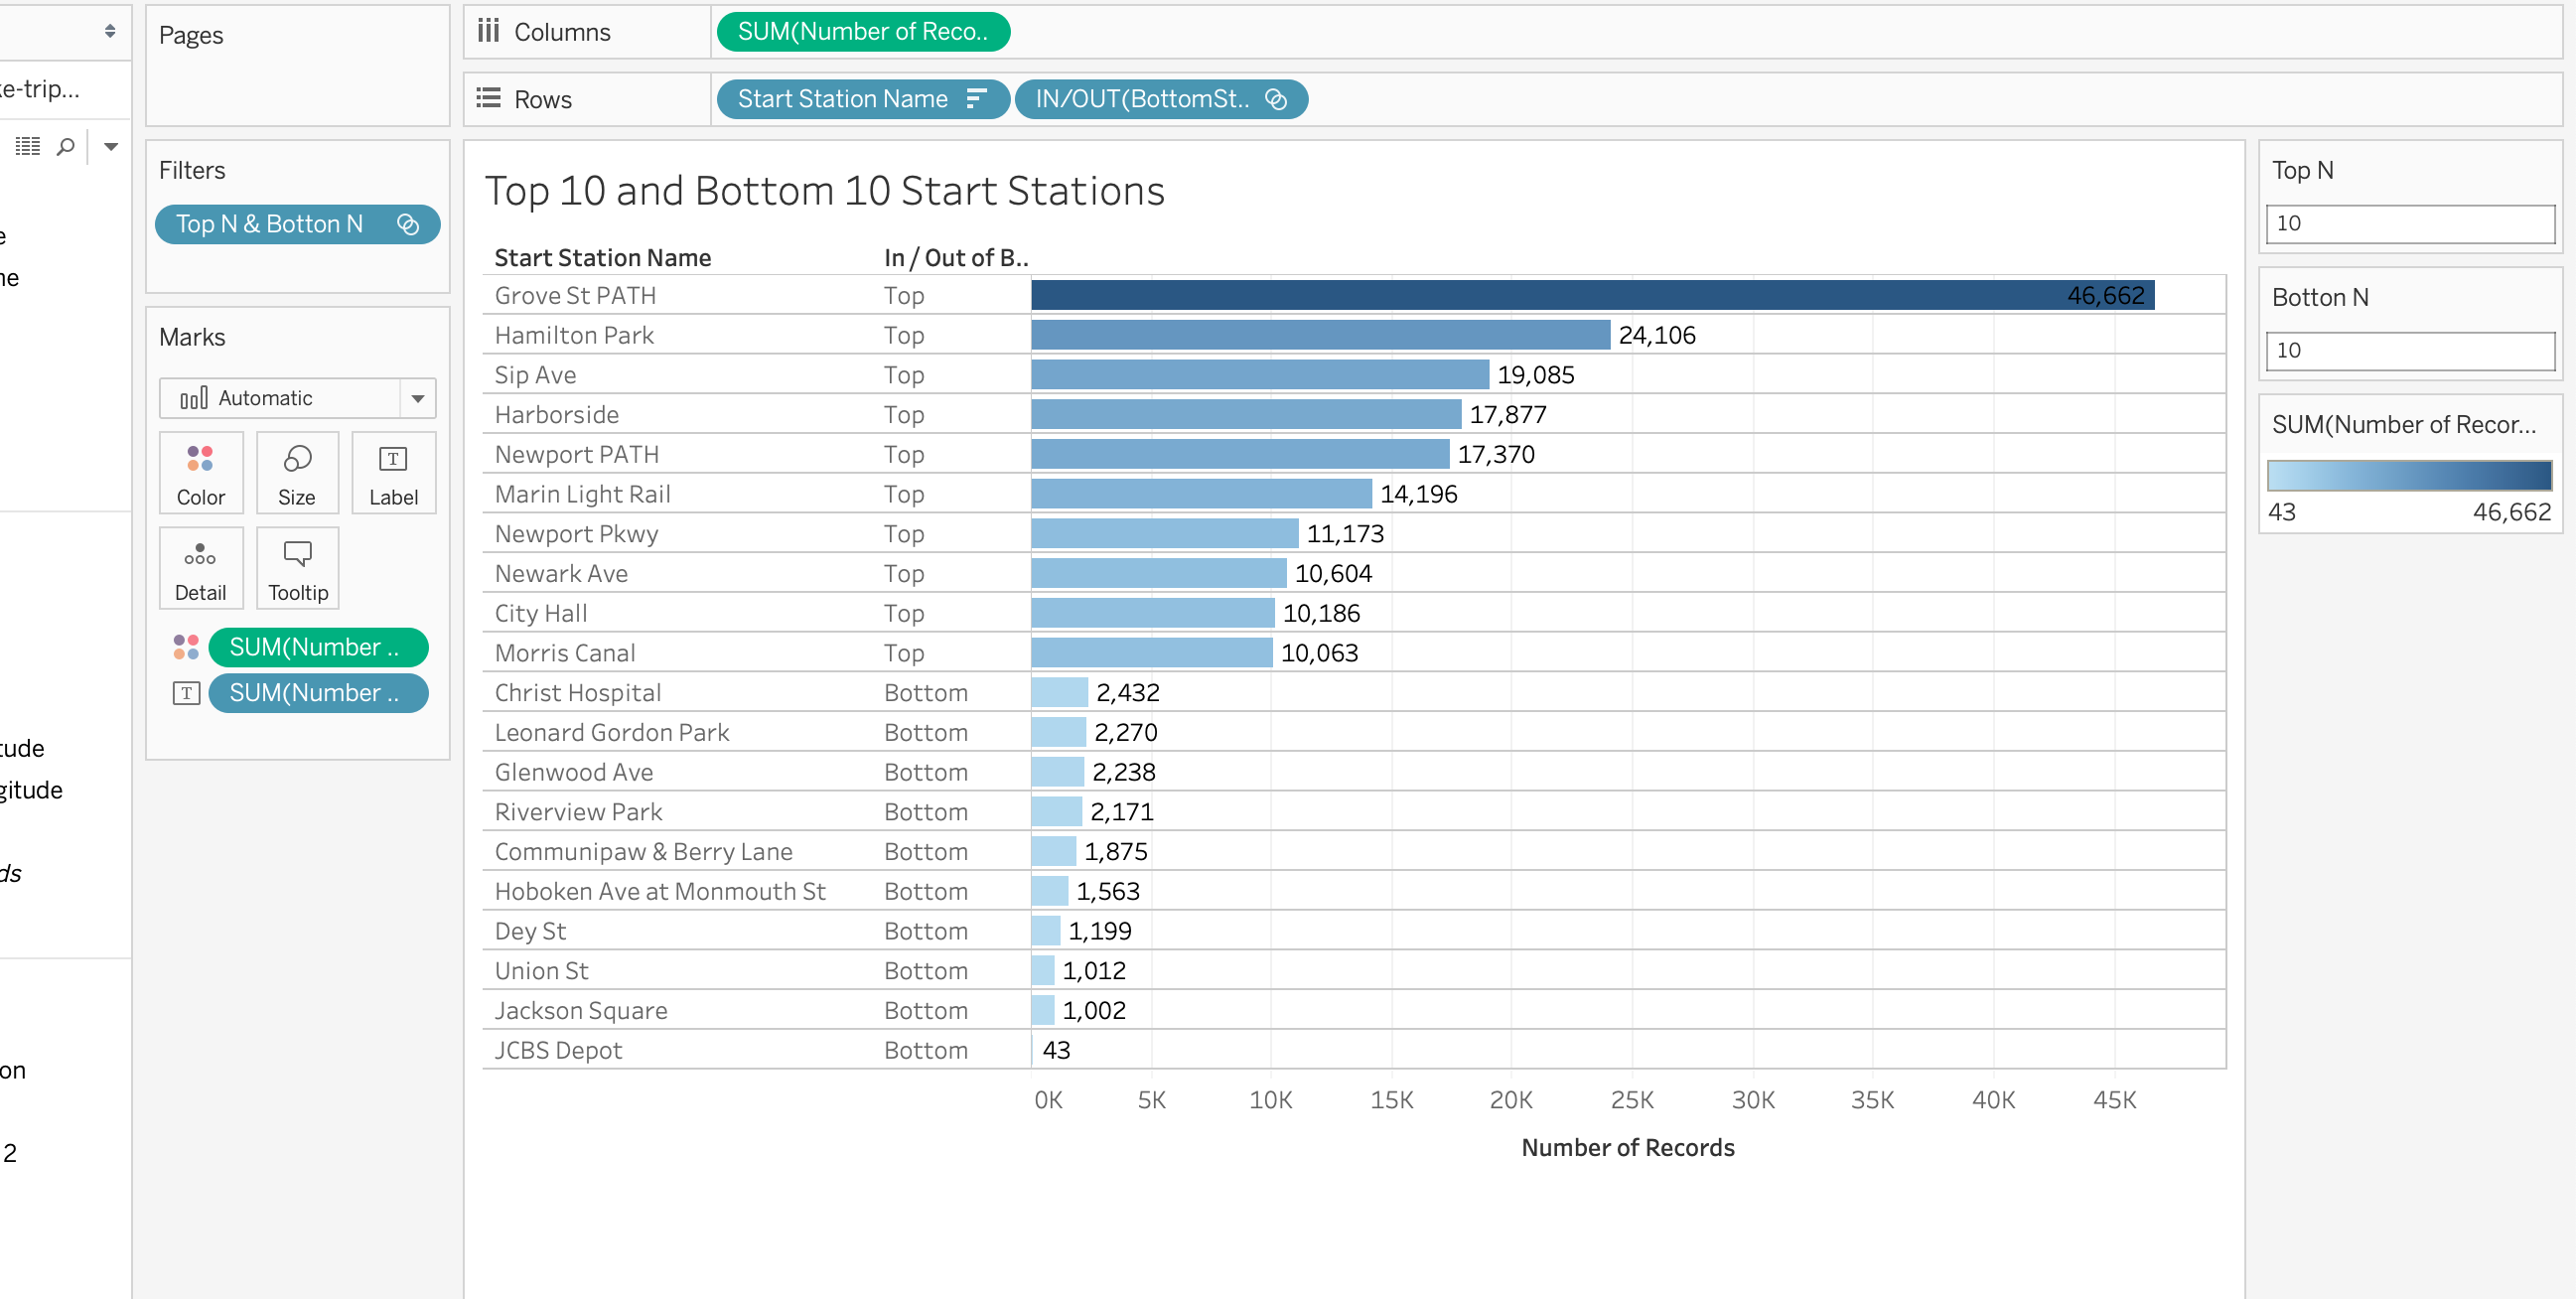 Pages
Columns
SUM(Number of Reco..
e-trip...
Rows
Start Station Name
IN/OUT(BottomSt..
Filters
Top N & Botton N
e
ne
Marks
Automatic
Color
Size
Label
Detail
Tooltip
SUM(Number ..
SUM(Number ..
tude
gitude
ds
on
2
Top 10 and Bottom 10 Start Stations
Start Station Name In / Out of B..
Grove St PATH Top 46,662
Hamilton Park Top 24,106
Sip Ave Top 19,085
Harborside Top 17,877
Newport PATH Top 17,370
Marin Light Rail Top 14,196
Newport Pkwy Top 11,173
Newark Ave Top 10,604
City Hall Top 10,186
Morris Canal Top 10,063
Christ Hospital Bottom 2,432
Leonard Gordon Park Bottom 2,270
Glenwood Ave Bottom 2,238
Riverview Park Bottom 2,171
Communipaw & Berry Lane Bottom 1,875
Hoboken Ave at Monmouth St Bottom 1,563
Dey St Bottom 1,199
Union St Bottom 1,012
Jackson Square Bottom 1,002
JCBS Depot Bottom 43
0K 5K 10K 15K 20K 25K 30K 35K 40K 45K
Number of Records
Top N
10
Botton N
10
SUM(Number of Recor...
43 46,662